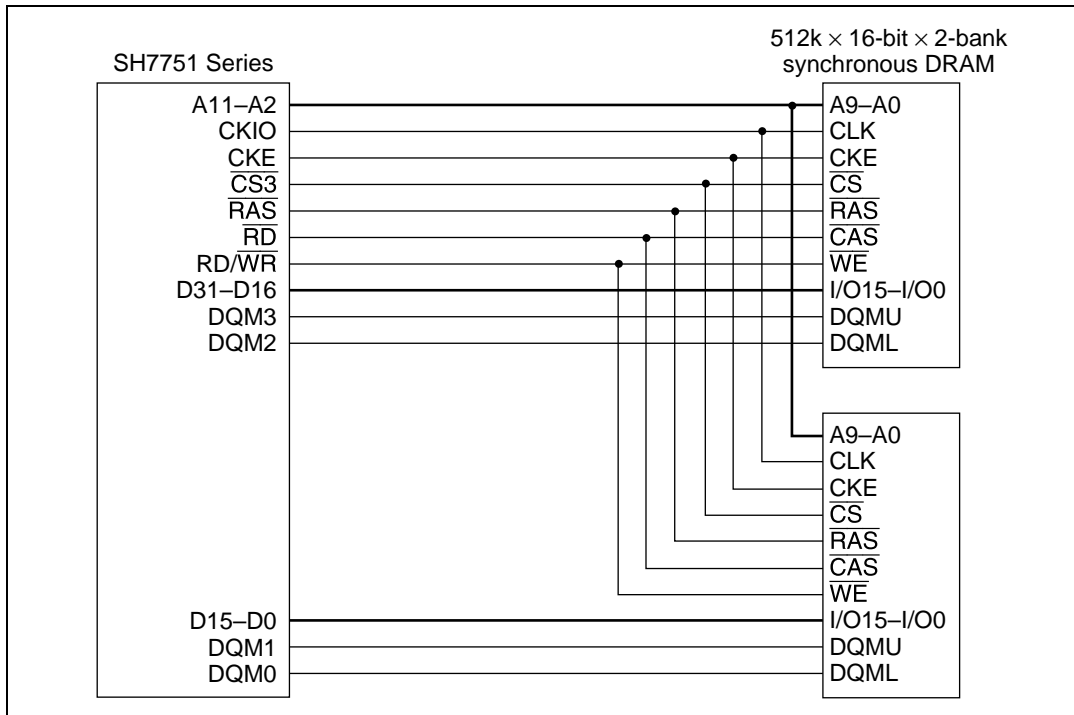 512k × 16-bit × 2-bank
synchronous DRAM
SH7751 Series
A11–A2
CKIO
CKE
CS3
RAS
RD
RD/WR
D31–D16
DQM3
DQM2
D15–D0
DQM1
DQM0
A9–A0
CLK
CKE
CS
RAS
CAS
WE
I/O15–I/O0
DQMU
DQML
A9–A0
CLK
CKE
CS
RAS
CAS
WE
I/O15–I/O0
DQMU
DQML